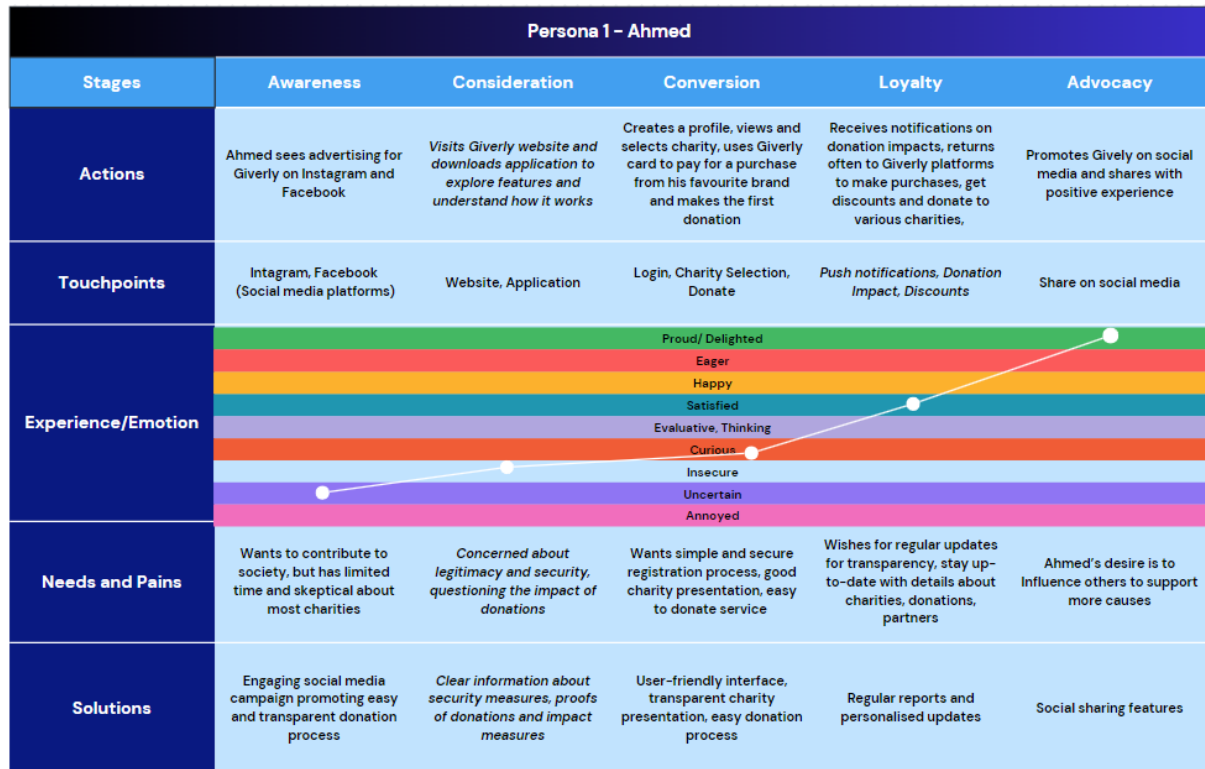 Persona 1 – Ahmed
Stages
Awareness
Consideration
Conversion
Loyalty
Advocacy
Actions
Ahmed sees advertising for
Giverly on Instagram and
Facebook
Visits Giverly website and
downloads application to
explore features and
understand how it works
Creates a profile, views and
selects charity, uses Giverly
card to pay for a purchase
from his favourite brand
and makes the first
donation
Receives notifications on
donation impacts, returns
often to Giverly platforms
to make purchases, get
discounts and donate to
various charities,
Promotes Gively on social
media and shares with
positive experience
Touchpoints
Intagram, Facebook
(Social media platforms)
Website, Application
Login, Charity Selection,
Donate
Push notifications, Donation
Impact, Discounts
Share on social media
Experience/Emotion
Proud/ Delighted
Eager
Happy
Satisfied
Evaluative, Thinking
Curious
Insecure
Uncertain
Annoyed
Needs and Pains
Wants to contribute to
society, but has limited
time and skeptical about
most charities
Concerned about
legitimacy and security,
questioning the impact of
donations
Wants simple and secure
registration process, good
charity presentation, easy
to donate service
Wishes for regular updates
for transparency, stay up-
to-date with details about
charities, donations,
partners
Ahmed’s desire is to
Influence others to support
more causes
Solutions
Engaging social media
campaign promoting easy
and transparent donation
process
Clear information about
security measures, proofs
of donations and impact
measures
User-friendly interface,
transparent charity
presentation, easy donation
process
Regular reports and
personalised updates
Social sharing features